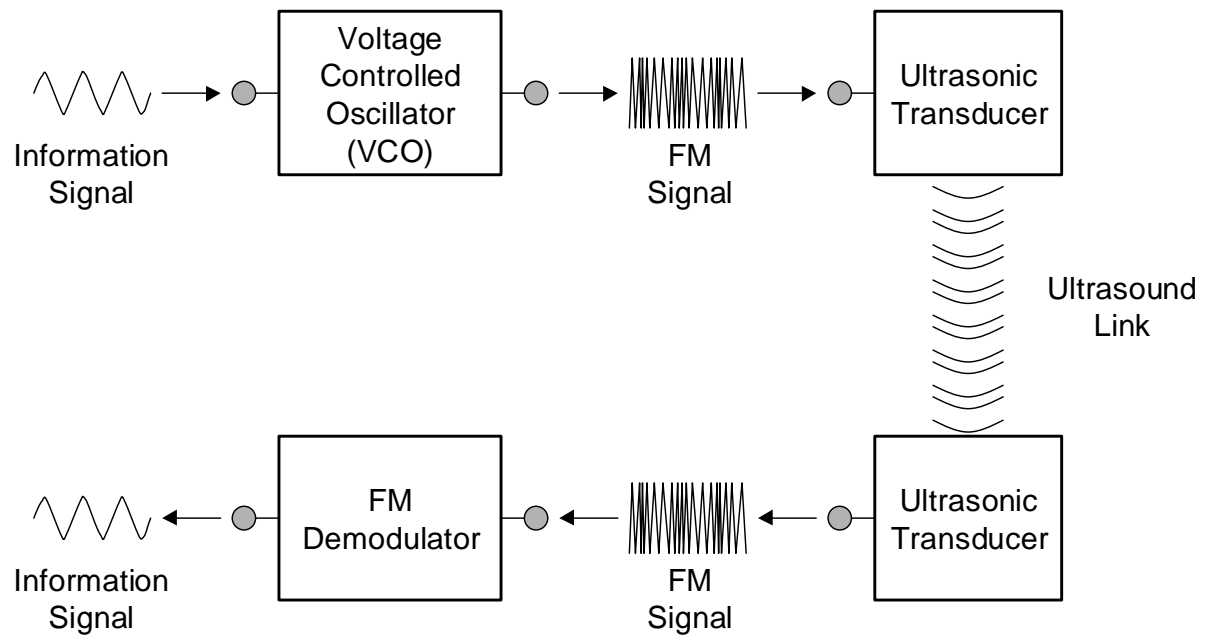 Information
Signal
Voltage
Controlled
Oscillator
(VCO)
FM
Signal
Ultrasonic
Transducer
Ultrasound
Link
Information
Signal
FM
Demodulator
FM
Signal
Ultrasonic
Transducer